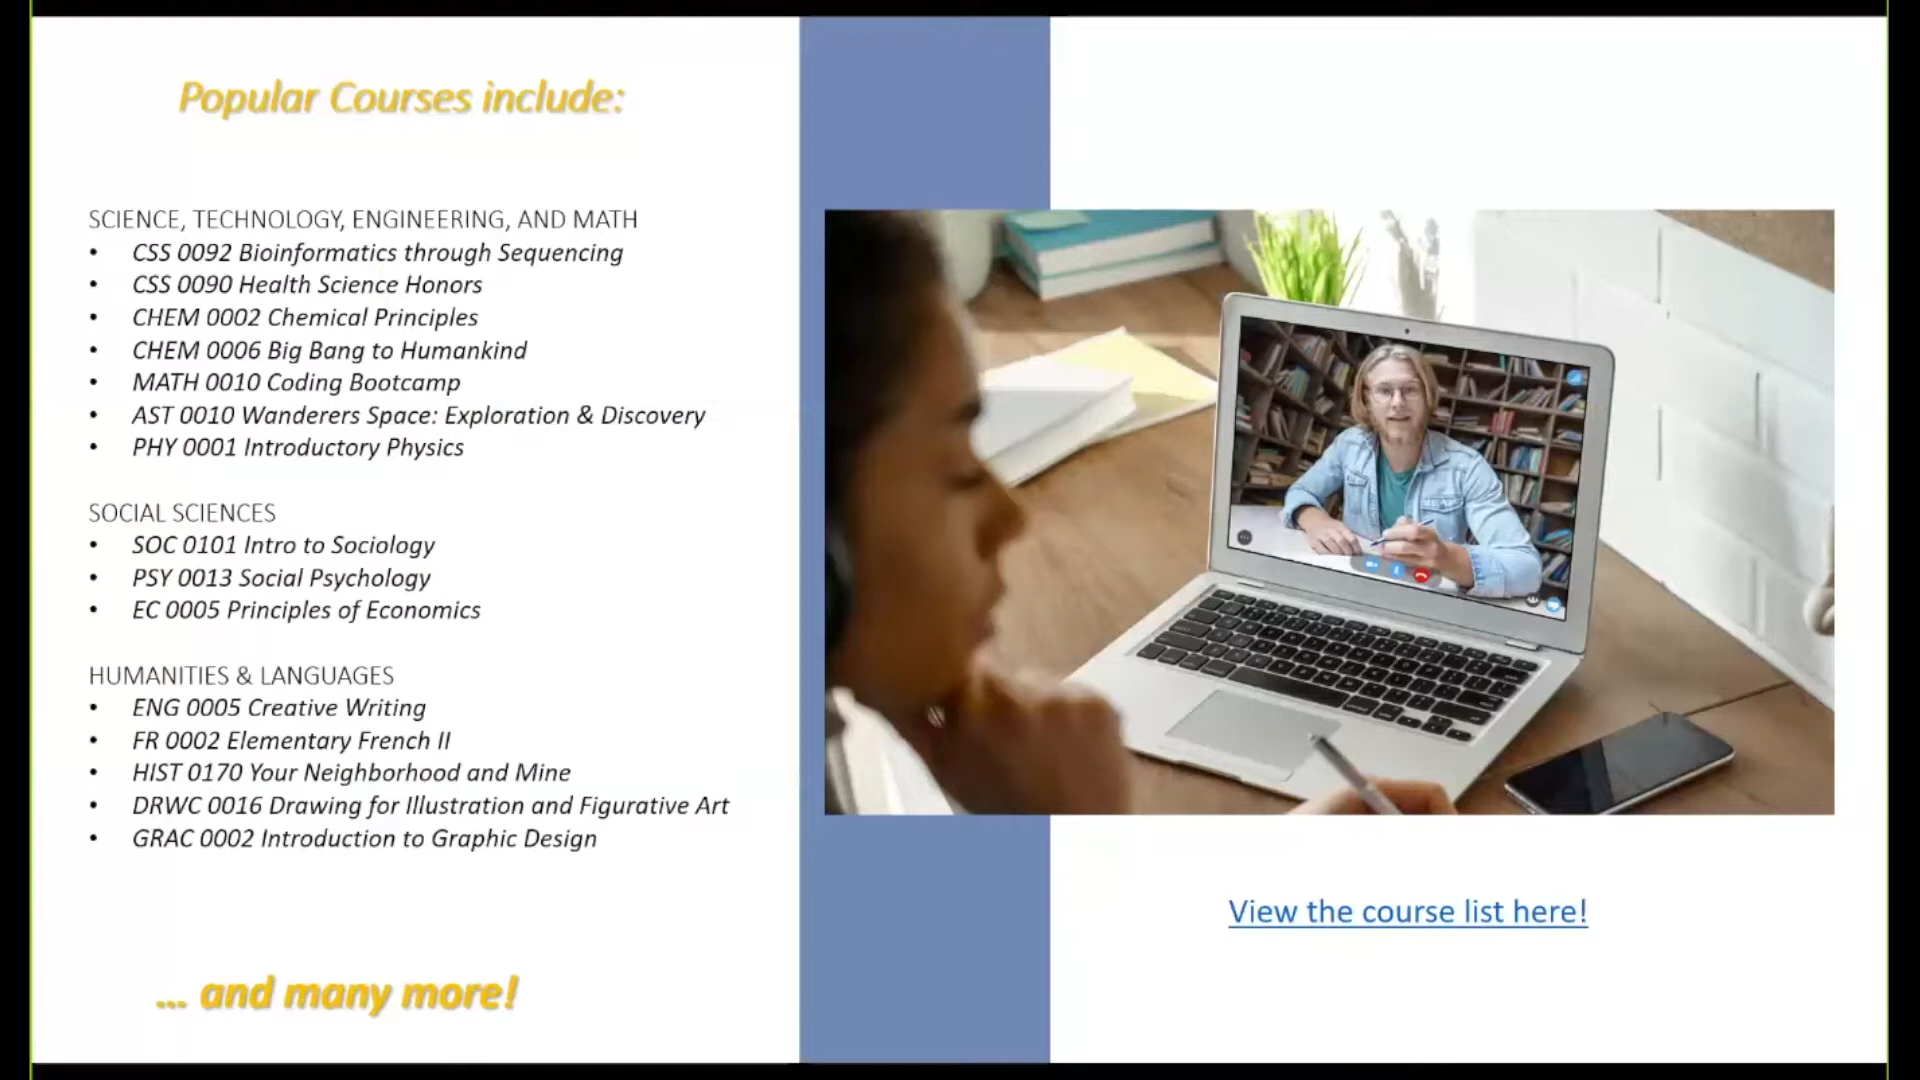 Popular Courses include:
SCIENCE, TECHNOLOGY, ENGINEERING, AND MATH
• CSS 0092 Bioinformatics through Sequencing
• CSS 0090 Health Science Honors
• CHEM 0002 Chemical Principles
• CHEM 0006 Big Bang to Humankind
• MATH 0010 Coding Bootcamp
• AST 0010 Wanderers Space: Exploration & Discovery
• PHY 0001 Introductory Physics
SOCIAL SCIENCES
• SOC 0101 Intro to Sociology
• PSY 0013 Social Psychology
• EC 0005 Principles of Economics
HUMANITIES & LANGUAGES
• ENG 0005 Creative Writing
• FR 0002 Elementary French II
• HIST 0170 Your Neighborhood and Mine
• DRWC 0016 Drawing for Illustration and Figurative Art
• GRAC 0002 Introduction to Graphic Design
... and many more!
View the course list here!